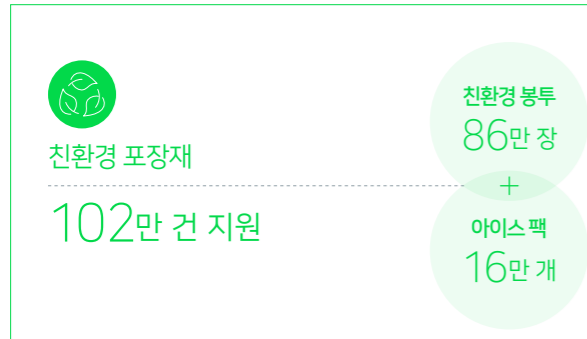 친환경 포장재
102만 건 지원
친환경 봉투
86만 장
+
아이스 팩
16만 개